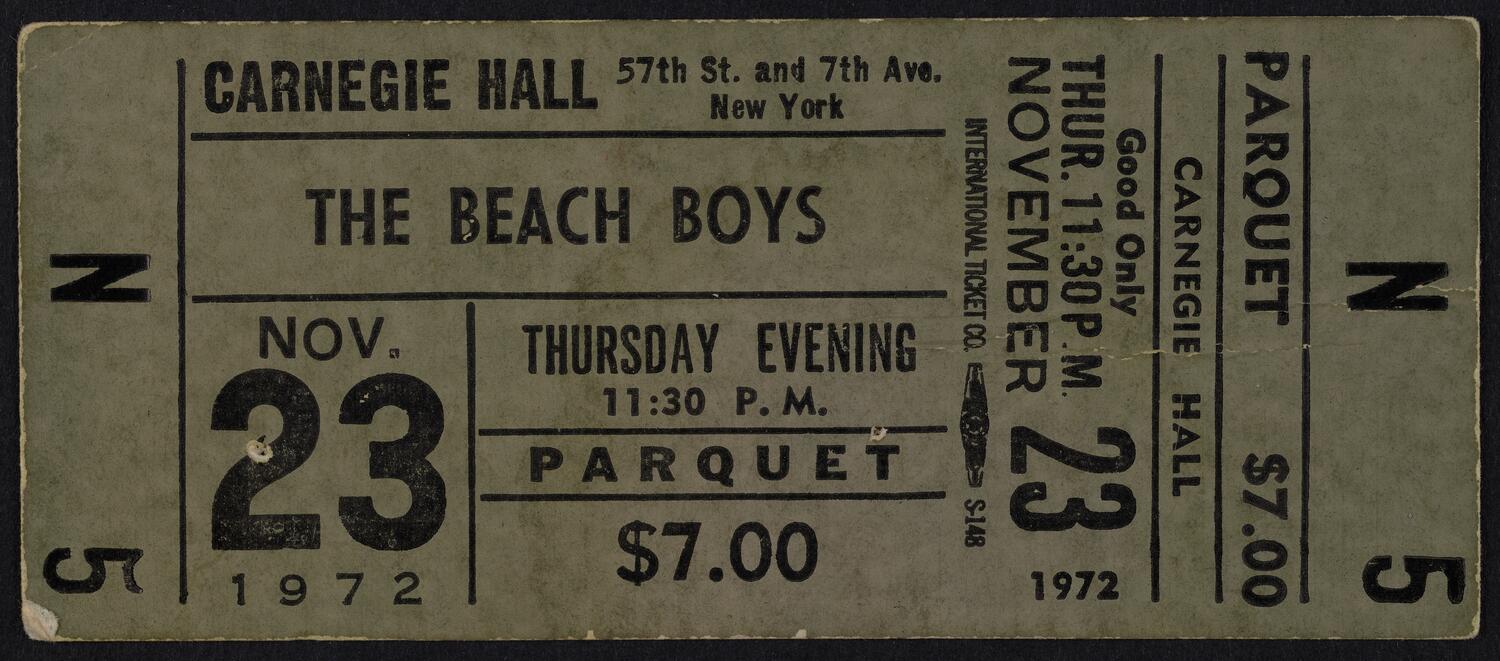 N
5
CARNEGIE HALL
57th St. and 7th Ave.
New York
THE BEACH BOYS
NOV.
23
1972
THURSDAY EVENING
11:30 P. M.
PARQUET
$7.00
INTERNATIONAL TICKET CO. S-14B
Good Only
THUR. 11:30 P.M.
NOVEMBER 23
1972
CARNEGIE HALL
PARQUET $7.00
N
5